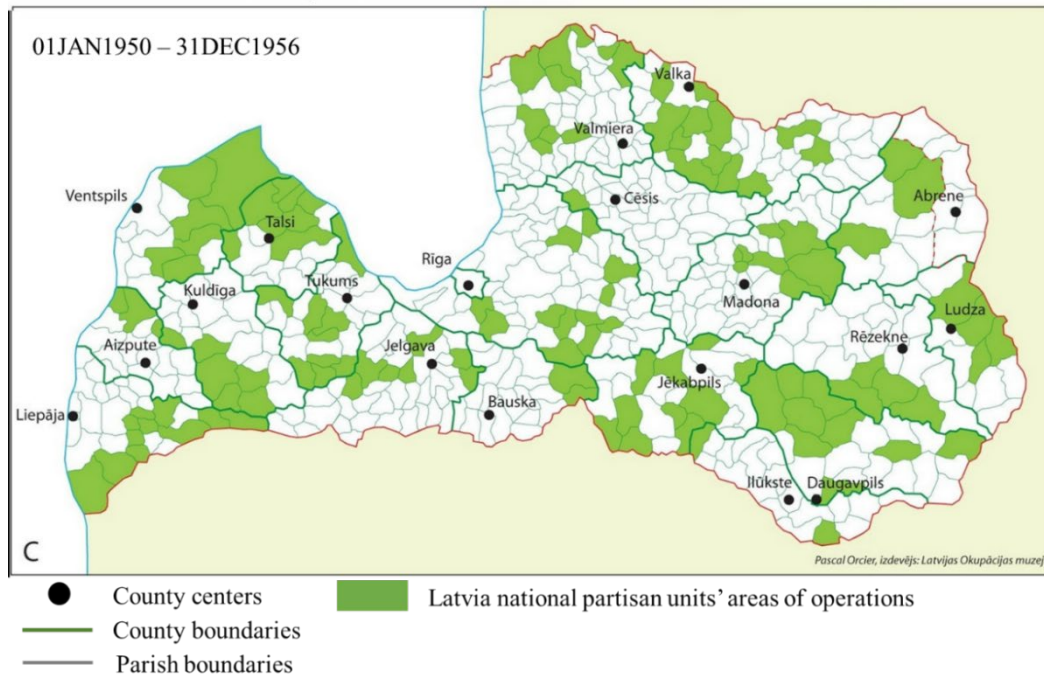 01JAN1950 – 31DEC1956
Valka
Valmiera
Ventspils
Cēsis
Abrene
Talsi
Rīga
Kuldīga
Tukums
Madona
Ludza
Aizpute
Jelgava
Rēzekne
Jēkabpils
Liepāja
Bauska
Ilūkste
Daugavpils
C
Pascal Orcier, izdevējs: Latvijas Okupācijas muzej
County centers
Latvia national partisan units’ areas of operations
County boundaries
Parish boundaries